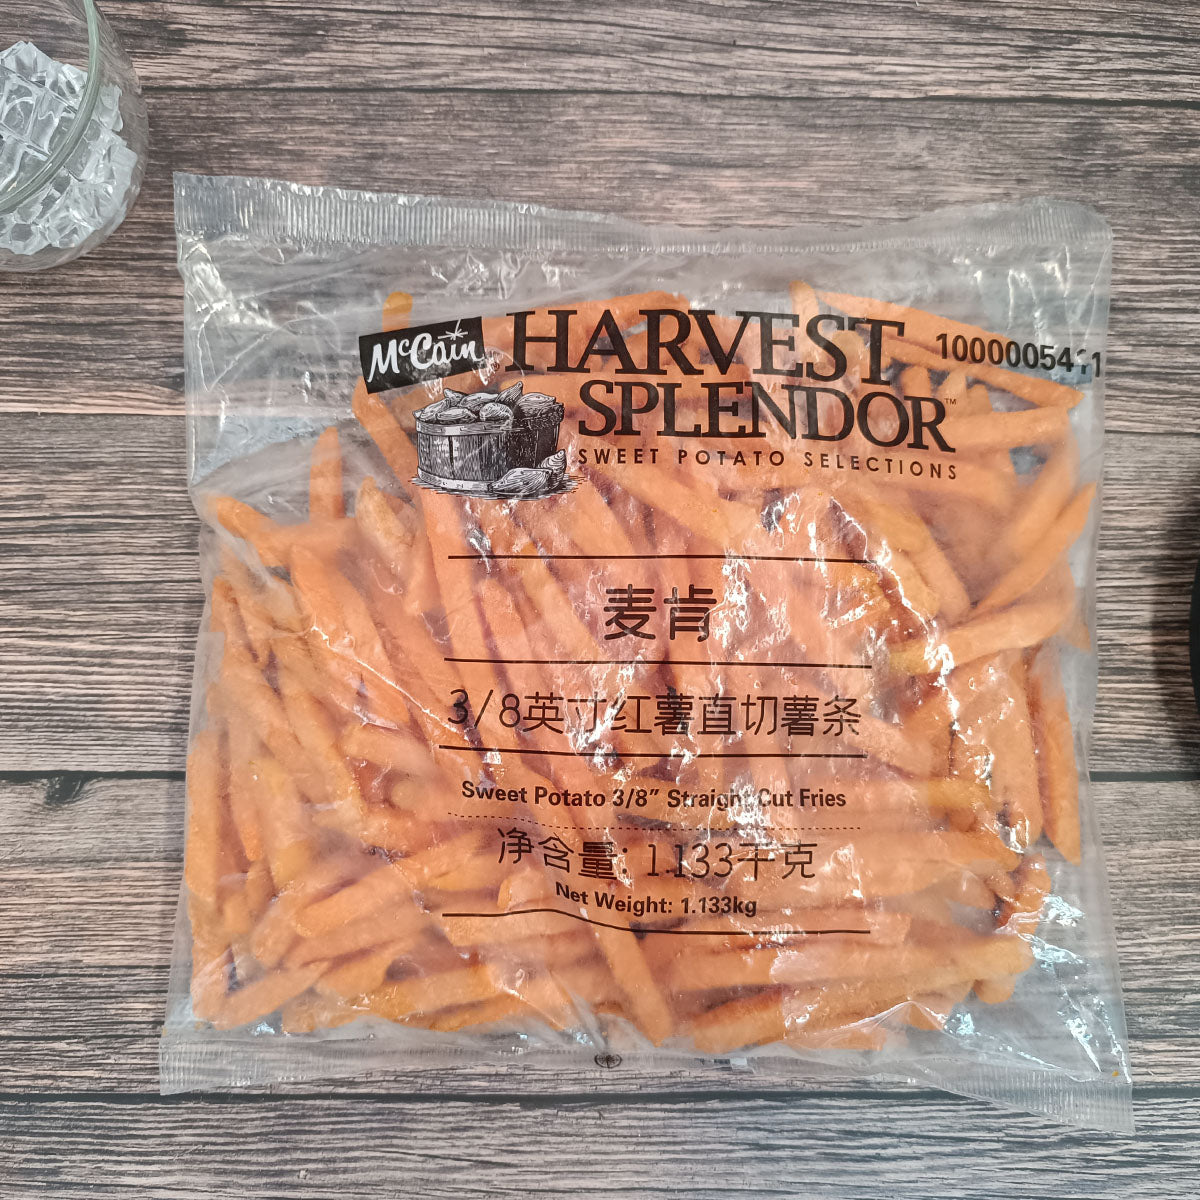 McCain HARVEST
SPLENDOR™
SWEET POTATO SELECTIONS
麦肯
3/8英寸红薯直切薯条
Sweet Potato 3/8" Straight Cut Fries
净含量: 1.133千克
Net Weight: 1.133kg